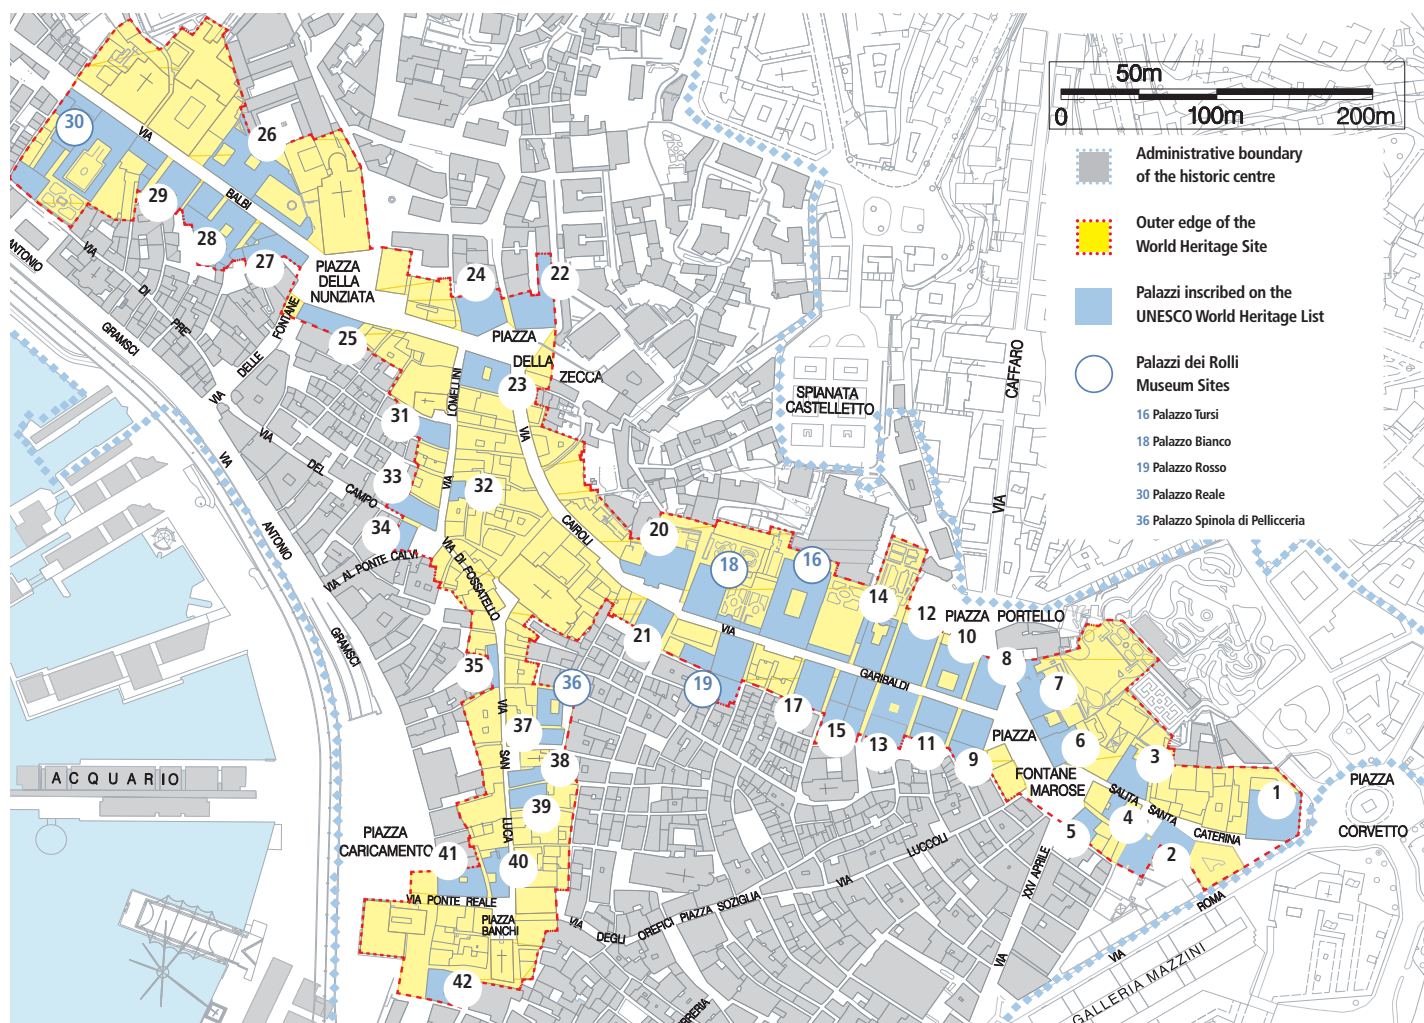 50m
0
100m
200m
Administrative boundary
of the historic centre
Outer edge of the
World Heritage Site
Palazzi inscribed on the
UNESCO World Heritage List
Palazzi dei Rolli
Museum Sites
16 Palazzo Tursi
18 Palazzo Bianco
19 Palazzo Rosso
30 Palazzo Reale
36 Palazzo Spinola di Pellicceria
30
VIA
BALBI
26
29
28
27
ANTONIO
GRAMSCI
VIA
DI
PRE'
PIAZZA
DELLA
NUNZIATA
24
22
VIA
DELLE
FONTANE
25
PIAZZA
DELLA
ZECCA
23
VIA
LOMELLINI
31
VIA
DEL
CAMPO
33
32
34
VIA
CAIROLI
VIA
ANTONIO
GRAMSCI
VIA AL PONTE CALVI
VIA DI FOSSATELLO
SPIANATA
CASTELLETTO
VIA
CAFFARO
20
18
16
14
12
10
8
PIAZZA PORTELLO
21
VIA
GARIBALDI
19
17
15
13
11
9
7
6
PIAZZA
FONTANE
MAROSE
3
1
SALITA
SANTA
CATERINA
5
4
2
PIAZZA
CORVETTO
VIA
ROMA
GALLERIA MAZZINI
VIA
XXV APRILE
VIA
LUCCOLI
35
36
VIA
SAN
LUCA
37
38
39
40
41
ACQUARIO
PIAZZA
CARICAMENTO
VIA PONTE REALE
PIAZZA
BANCHI
42
VIA
DEGLI
OREFICI
PIAZZA SOZIGLIA